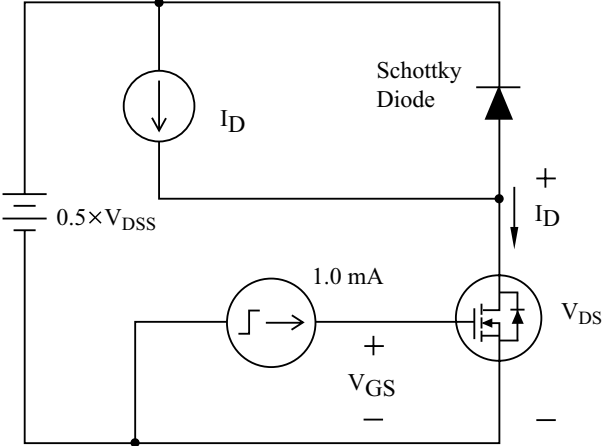 Schottky
Diode
I_D
+
I_D
0.5×V_DSS
1.0 mA
V_DS
+
V_GS
−
−